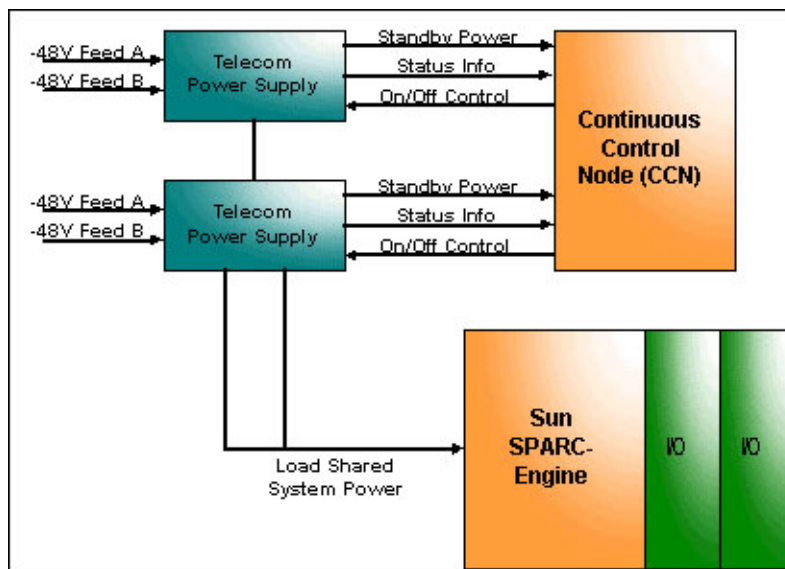 -48V Feed A
-48V Feed B
Telecom
Power Supply
Standby Power
Status Info
On/Off Control
Continuous
Control
Node (CCN)
-48V Feed A
-48V Feed B
Telecom
Power Supply
Standby Power
Status Info
On/Off Control
Load Shared
System Power
Sun
SPARC-
Engine
I/O
I/O